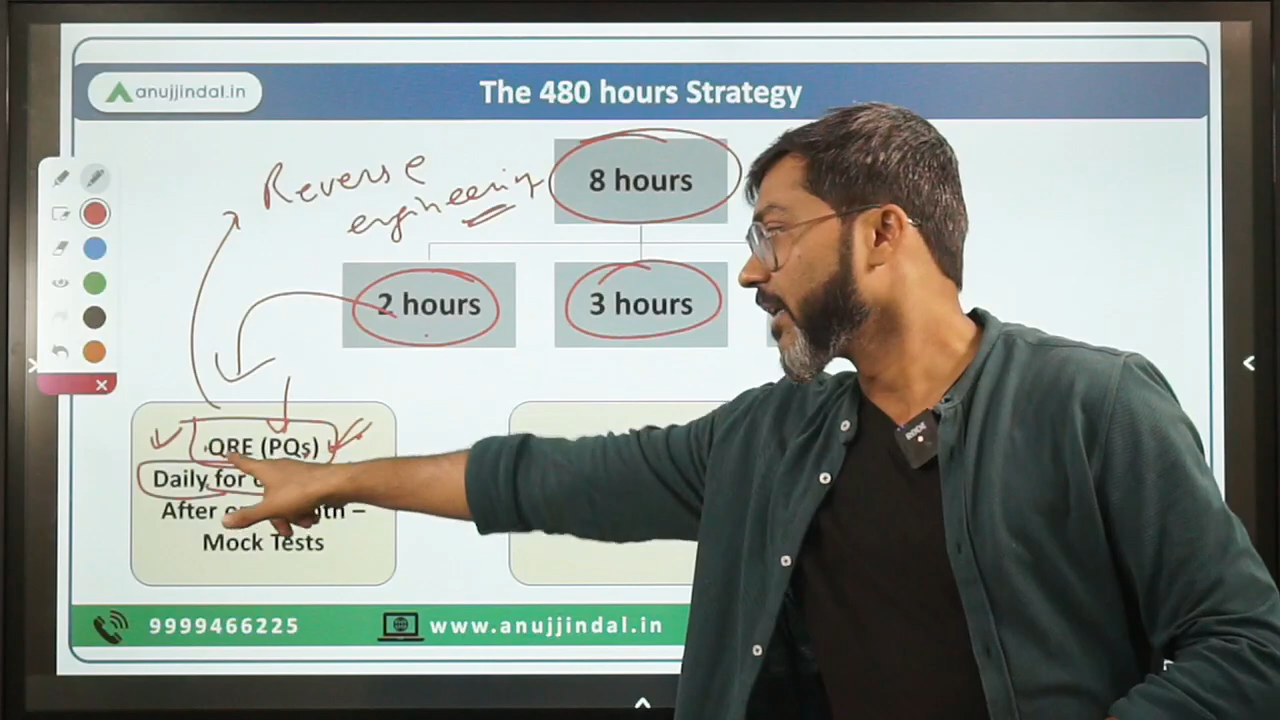 anujjindal.in
The 480 hours Strategy
Reverse
engineering
8 hours
2 hours
3 hours
QRE (PQs)
Daily for
After
–
Mock Tests
9999466225
www.anujjindal.in
RODE